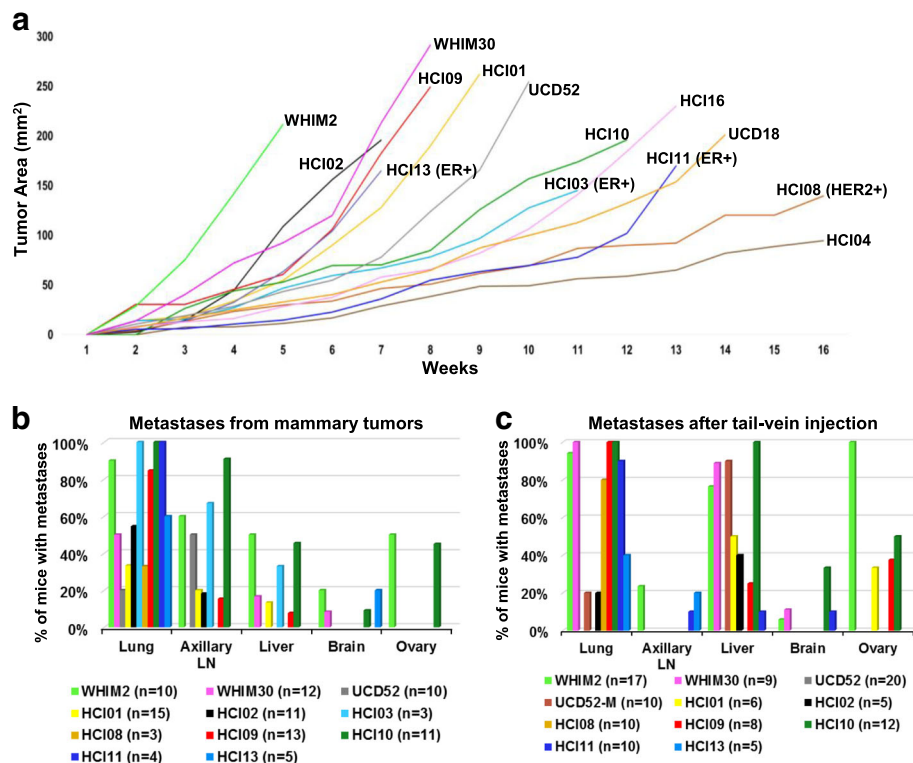 a
300
250
200
150
100
50
0
Tumor Area (mm²)
WHIM30
HCI09
HCI01
UCD52
WHIM2
HCI02
HCI13 (ER+)
HCI16
HCI10
UCD18
HCI11 (ER+)
HCI03 (ER+)
HCI08 (HER2+)
HCI04
1 2 3 4 5 6 7 8 9 10 11 12 13 14 15 16
Weeks
b
Metastases from mammary tumors
% of mice with metastases
100%
80%
60%
40%
20%
0%
Lung Axillary Liver Brain Ovary
LN
WHIM2 (n=10) WHIM30 (n=12) UCD52 (n=10)
HCI01 (n=15) HCI02 (n=11) HCI03 (n=3)
HCI08 (n=3) HCI09 (n=13) HCI10 (n=11)
HCI11 (n=4) HCI13 (n=5)
c
Metastases after tail-vein injection
% of mice with metastases
100%
80%
60%
40%
20%
0%
Lung Axillary Liver Brain Ovary
LN
WHIM2 (n=17) WHIM30 (n=9) UCD52 (n=20)
UCD52-M (n=10) HCI01 (n=6) HCI02 (n=5)
HCI08 (n=10) HCI09 (n=8) HCI10 (n=12)
HCI11 (n=10) HCI13 (n=5)